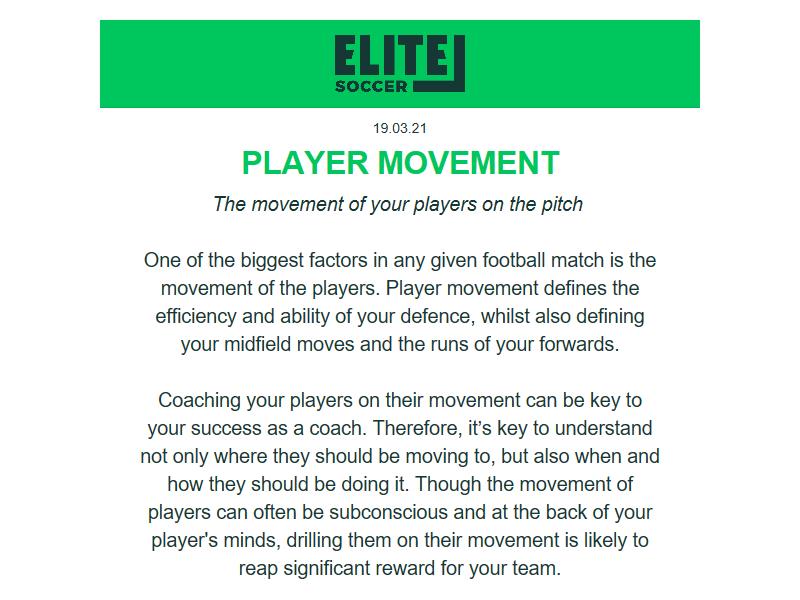 ELITE
SOCCER
19.03.21
PLAYER MOVEMENT
The movement of your players on the pitch
One of the biggest factors in any given football match is the
movement of the players. Player movement defines the
efficiency and ability of your defence, whilst also defining
your midfield moves and the runs of your forwards.
Coaching your players on their movement can be key to
your success as a coach. Therefore, it’s key to understand
not only where they should be moving to, but also when and
how they should be doing it. Though the movement of
players can often be subconscious and at the back of your
player's minds, drilling them on their movement is likely to
reap significant reward for your team.